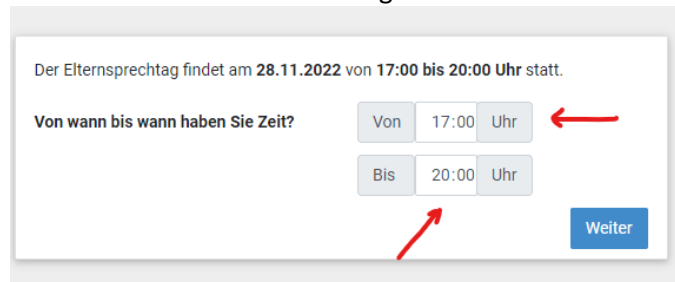 Der Elternsprechtag findet am 28.11.2022 von 17:00 bis 20:00 Uhr statt.
Von wann bis wann haben Sie Zeit? Von 17:00 Uhr
Bis 20:00 Uhr
Weiter